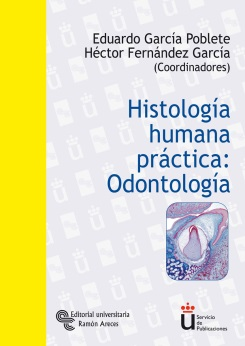 Eduardo García Poblete
Héctor Fernández García
(Coordinadores)
Histología
humana
práctica:
Odontología
Editorial universitaria
Ramón Areces
Servicio
de
Publicaciones